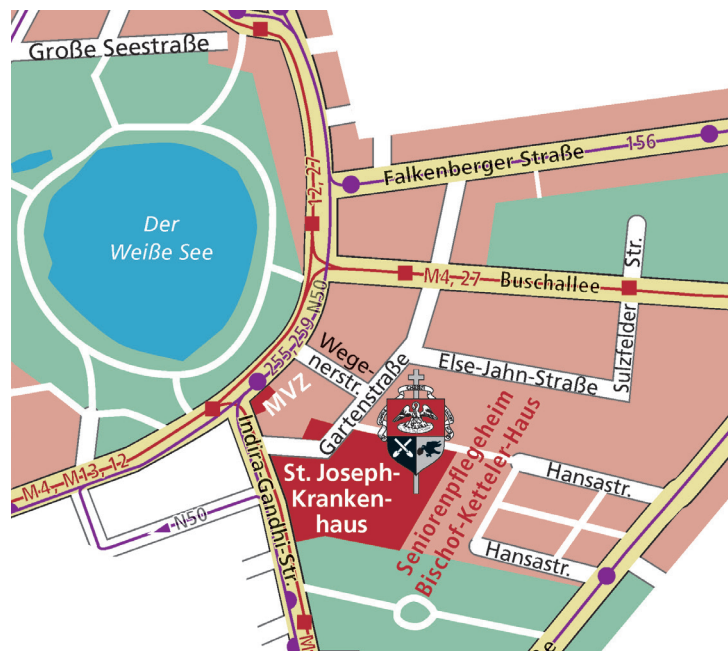 Große Seestraße
156
Falkenberger Straße
12, 27
Der
Weiße See
Str.
M4, 27
Buschallee
Sulzfelder
255 259 N50
Wege-
nerstr.
Else-Jahn-Straße
MVZ
Gartenstraße
M4, M13, 12
Indira-Gandhi-Str.
St. Joseph-
Kranken-
haus
Seniorenpflegeheim
Bischof-Ketteler-Haus
Hansastr.
N50
Hansastr.